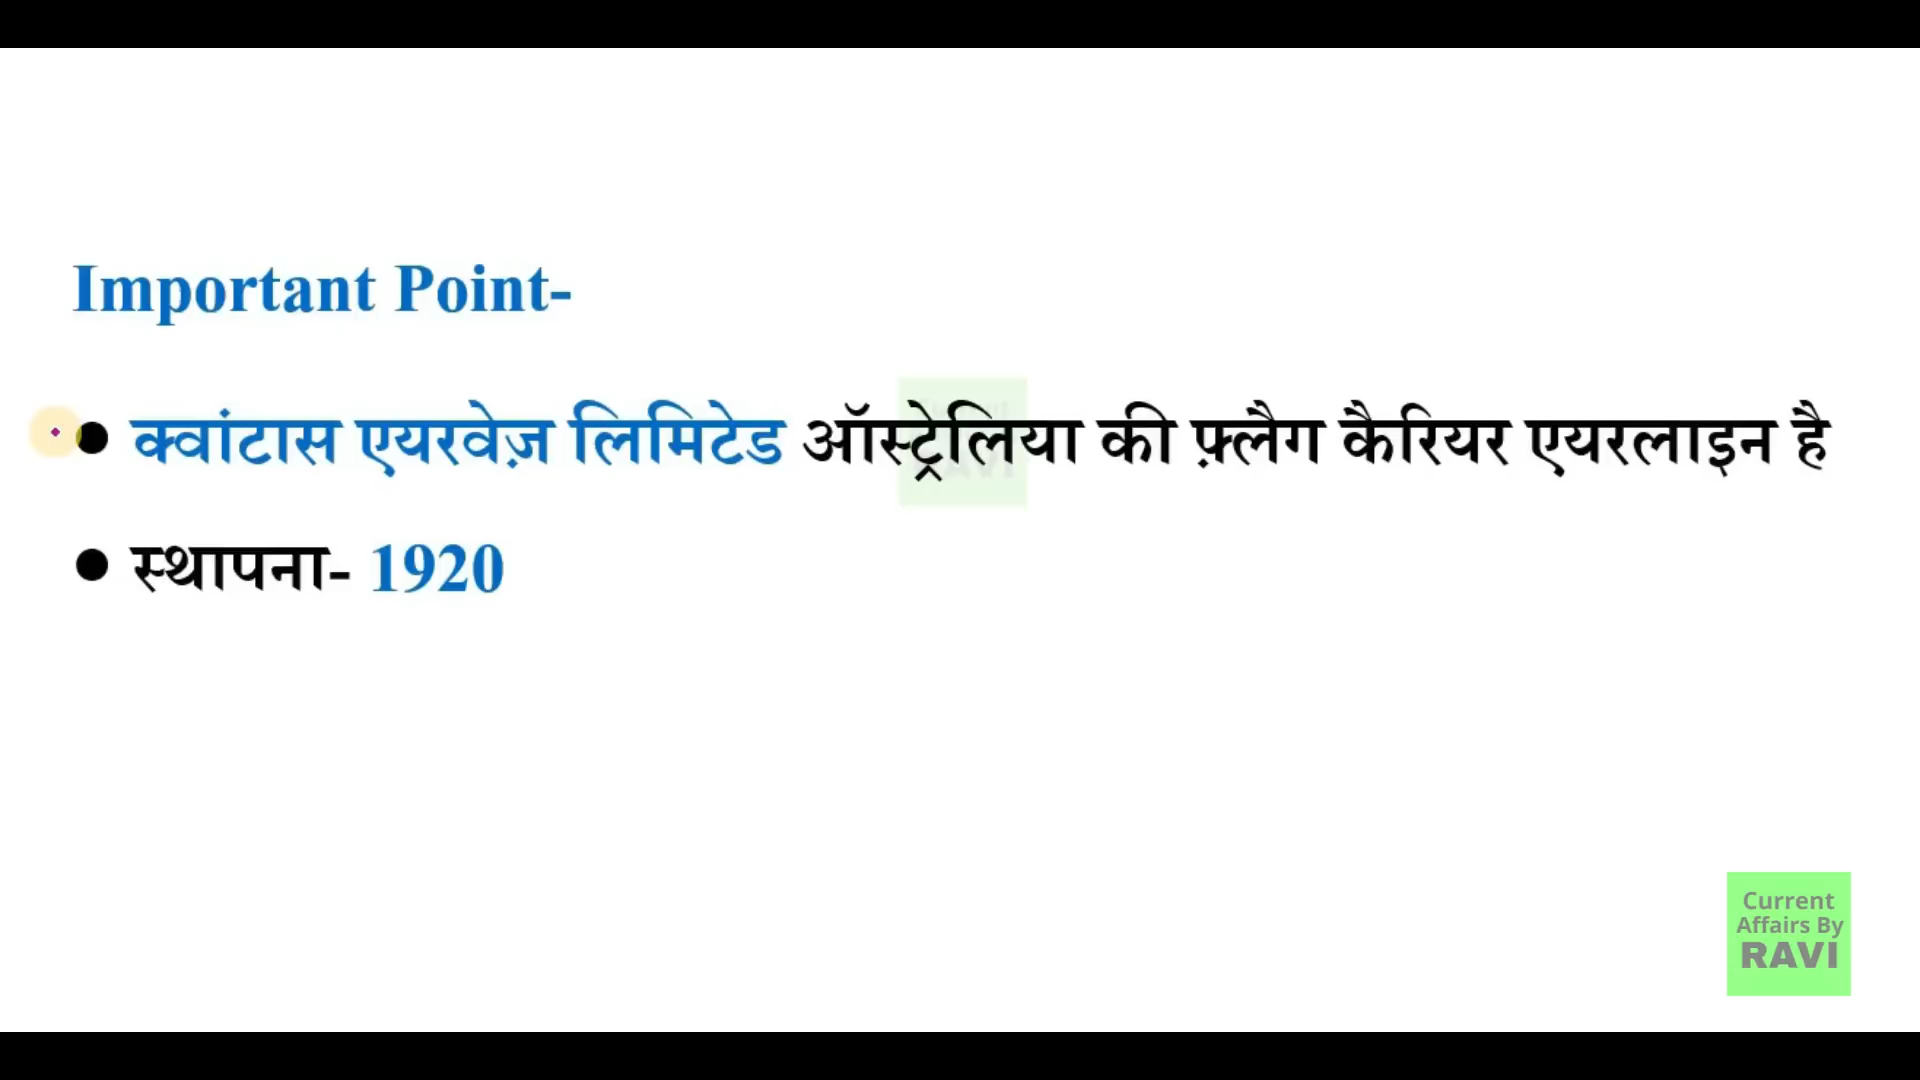 Important Point-
● क्वांटास एयरवेज़ लिमिटेड ऑस्ट्रेलिया की फ़्लैग कैरियर एयरलाइन है
● स्थापना- 1920
Current
Affairs By
RAVI